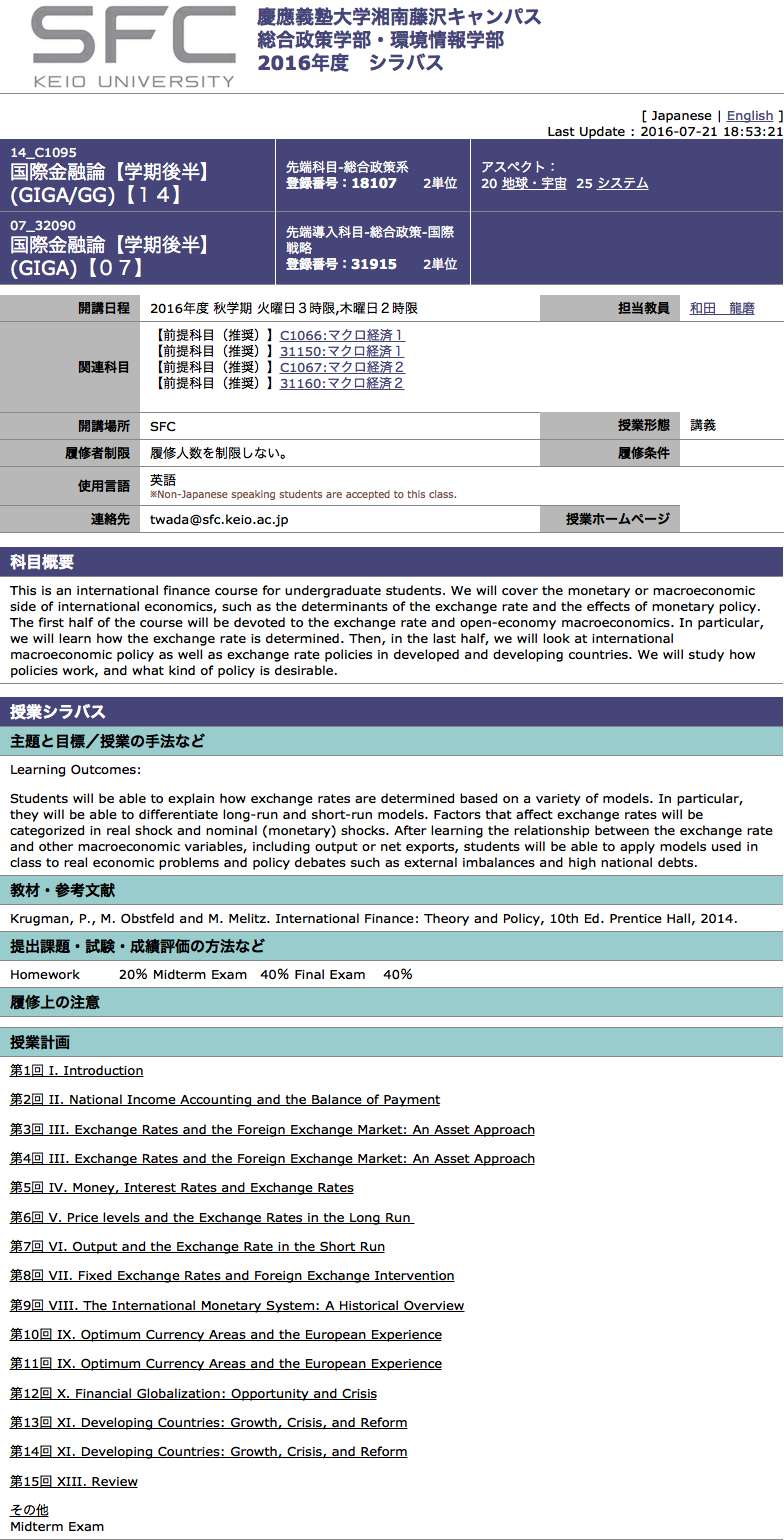 SFC
KEIO UNIVERSITY
慶應義塾大学湘南藤沢キャンパス
総合政策学部・環境情報学部
2016年度　シラバス
[ Japanese | English ]
Last Update : 2016-07-21 18:53:21
14_C1095
国際金融論【学期後半】
(GIGA/GG)【１４】
先端科目-総合政策系
登録番号：18107　　2単位
アスペクト：
20 地球・宇宙　25 システム
07_32090
国際金融論【学期後半】
(GIGA)【０７】
先端導入科目-総合政策-国際
戦略
登録番号：31915　　2単位
開講日程　2016年度 秋学期 火曜日３時限,木曜日２時限　担当教員　和田　龍磨
関連科目
【前提科目（推奨）】C1066:マクロ経済１
【前提科目（推奨）】31150:マクロ経済１
【前提科目（推奨）】C1067:マクロ経済２
【前提科目（推奨）】31160:マクロ経済２
開講場所　SFC　授業形態　講義
履修者制限　履修人数を制限しない。　履修条件
使用言語　英語
※Non-Japanese speaking students are accepted to this class.
連絡先　twada@sfc.keio.ac.jp　授業ホームページ
科目概要
This is an international finance course for undergraduate students. We will cover the monetary or macroeconomic
side of international economics, such as the determinants of the exchange rate and the effects of monetary policy.
The first half of the course will be devoted to the exchange rate and open-economy macroeconomics. In particular,
we will learn how the exchange rate is determined. Then, in the last half, we will look at international
macroeconomic policy as well as exchange rate policies in developed and developing countries. We will study how
policies work, and what kind of policy is desirable.
授業シラバス
主題と目標／授業の手法など
Learning Outcomes:
Students will be able to explain how exchange rates are determined based on a variety of models. In particular,
they will be able to differentiate long-run and short-run models. Factors that affect exchange rates will be
categorized in real shock and nominal (monetary) shocks. After learning the relationship between the exchange rate
and other macroeconomic variables, including output or net exports, students will be able to apply models used in
class to real economic problems and policy debates such as external imbalances and high national debts.
教材・参考文献
Krugman, P., M. Obstfeld and M. Melitz. International Finance: Theory and Policy, 10th Ed. Prentice Hall, 2014.
提出課題・試験・成績評価の方法など
Homework　　20% Midterm Exam　40% Final Exam　40%
履修上の注意
授業計画
第1回 I. Introduction
第2回 II. National Income Accounting and the Balance of Payment
第3回 III. Exchange Rates and the Foreign Exchange Market: An Asset Approach
第4回 III. Exchange Rates and the Foreign Exchange Market: An Asset Approach
第5回 IV. Money, Interest Rates and Exchange Rates
第6回 V. Price levels and the Exchange Rates in the Long Run
第7回 VI. Output and the Exchange Rate in the Short Run
第8回 VII. Fixed Exchange Rates and Foreign Exchange Intervention
第9回 VIII. The International Monetary System: A Historical Overview
第10回 IX. Optimum Currency Areas and the European Experience
第11回 IX. Optimum Currency Areas and the European Experience
第12回 X. Financial Globalization: Opportunity and Crisis
第13回 XI. Developing Countries: Growth, Crisis, and Reform
第14回 XI. Developing Countries: Growth, Crisis, and Reform
第15回 XIII. Review
その他
Midterm Exam